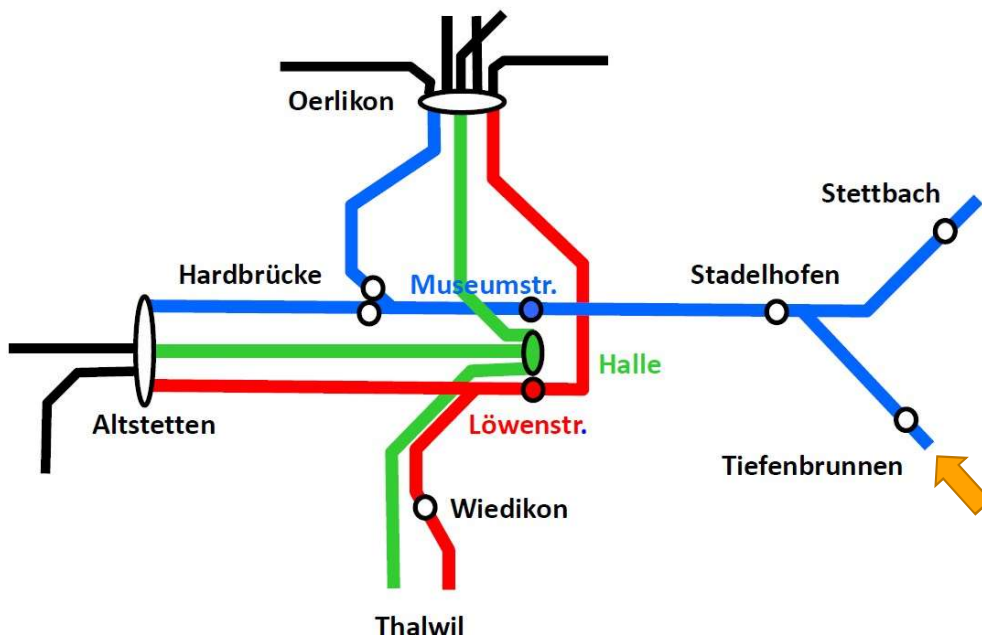 Oerlikon
Stettbach
Hardbrücke
Museumstr.
Stadelhofen
Halle
Altstetten
Löwenstr.
Tiefenbrunnen
Wiedikon
Thalwil